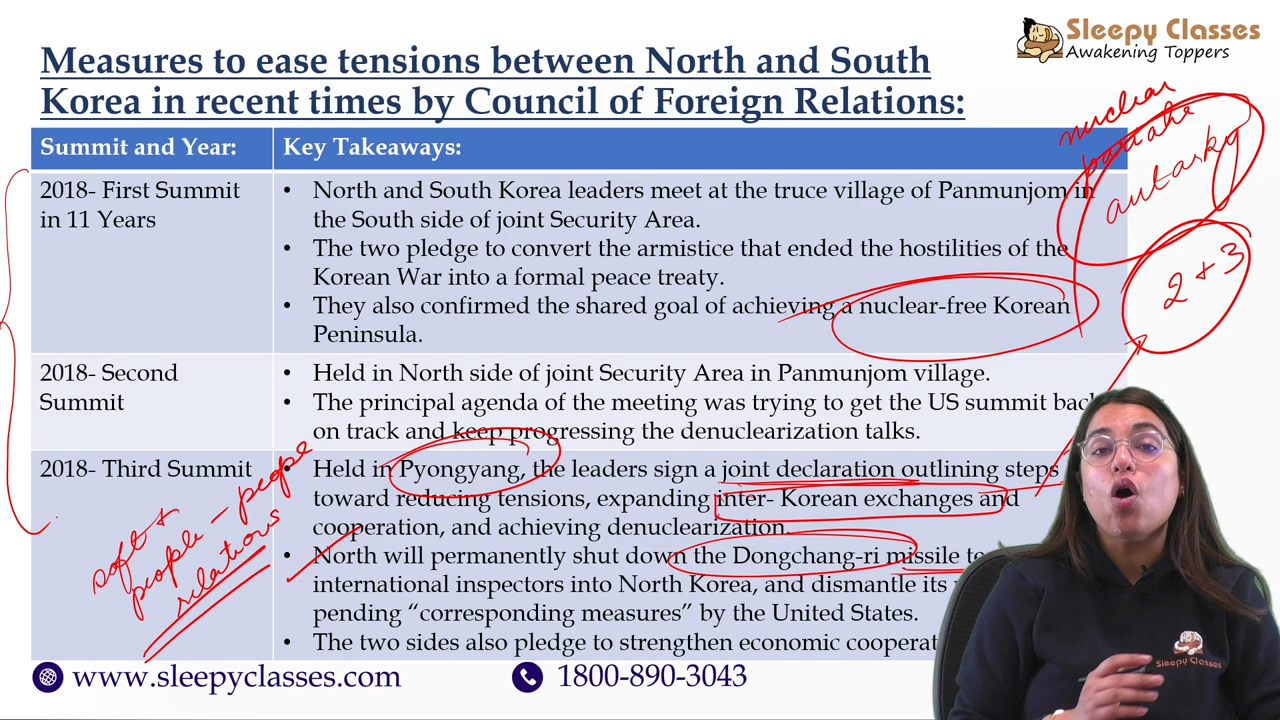 Sleepy Classes
Awakening Toppers
Measures to ease tensions between North and South
Korea in recent times by Council of Foreign Relations:
Summit and Year:
Key Takeaways:
2018- First Summit
in 11 Years
• North and South Korea leaders meet at the truce village of Panmunjom in
the South side of joint Security Area.
• The two pledge to convert the armistice that ended the hostilities of the
Korean War into a formal peace treaty.
• They also confirmed the shared goal of achieving a nuclear-free Korean
Peninsula.
2018- Second
Summit
• Held in North side of joint Security Area in Panmunjom village.
• The principal agenda of the meeting was trying to get the US summit back
on track and keep progressing the denuclearization talks.
2018- Third Summit
• Held in Pyongyang, the leaders sign a joint declaration outlining steps
toward reducing tensions, expanding inter- Korean exchanges and
cooperation, and achieving denuclearization.
• North will permanently shut down the Dongchang-ri missile
international inspectors into North Korea, and dismantle its
pending “corresponding measures” by the United States.
• The two sides also pledge to strengthen economic
nuclear
autarky
2 + 3
soft +
people - people
relations
www.sleepyclasses.com
1800-890-3043
Sleepy Classes